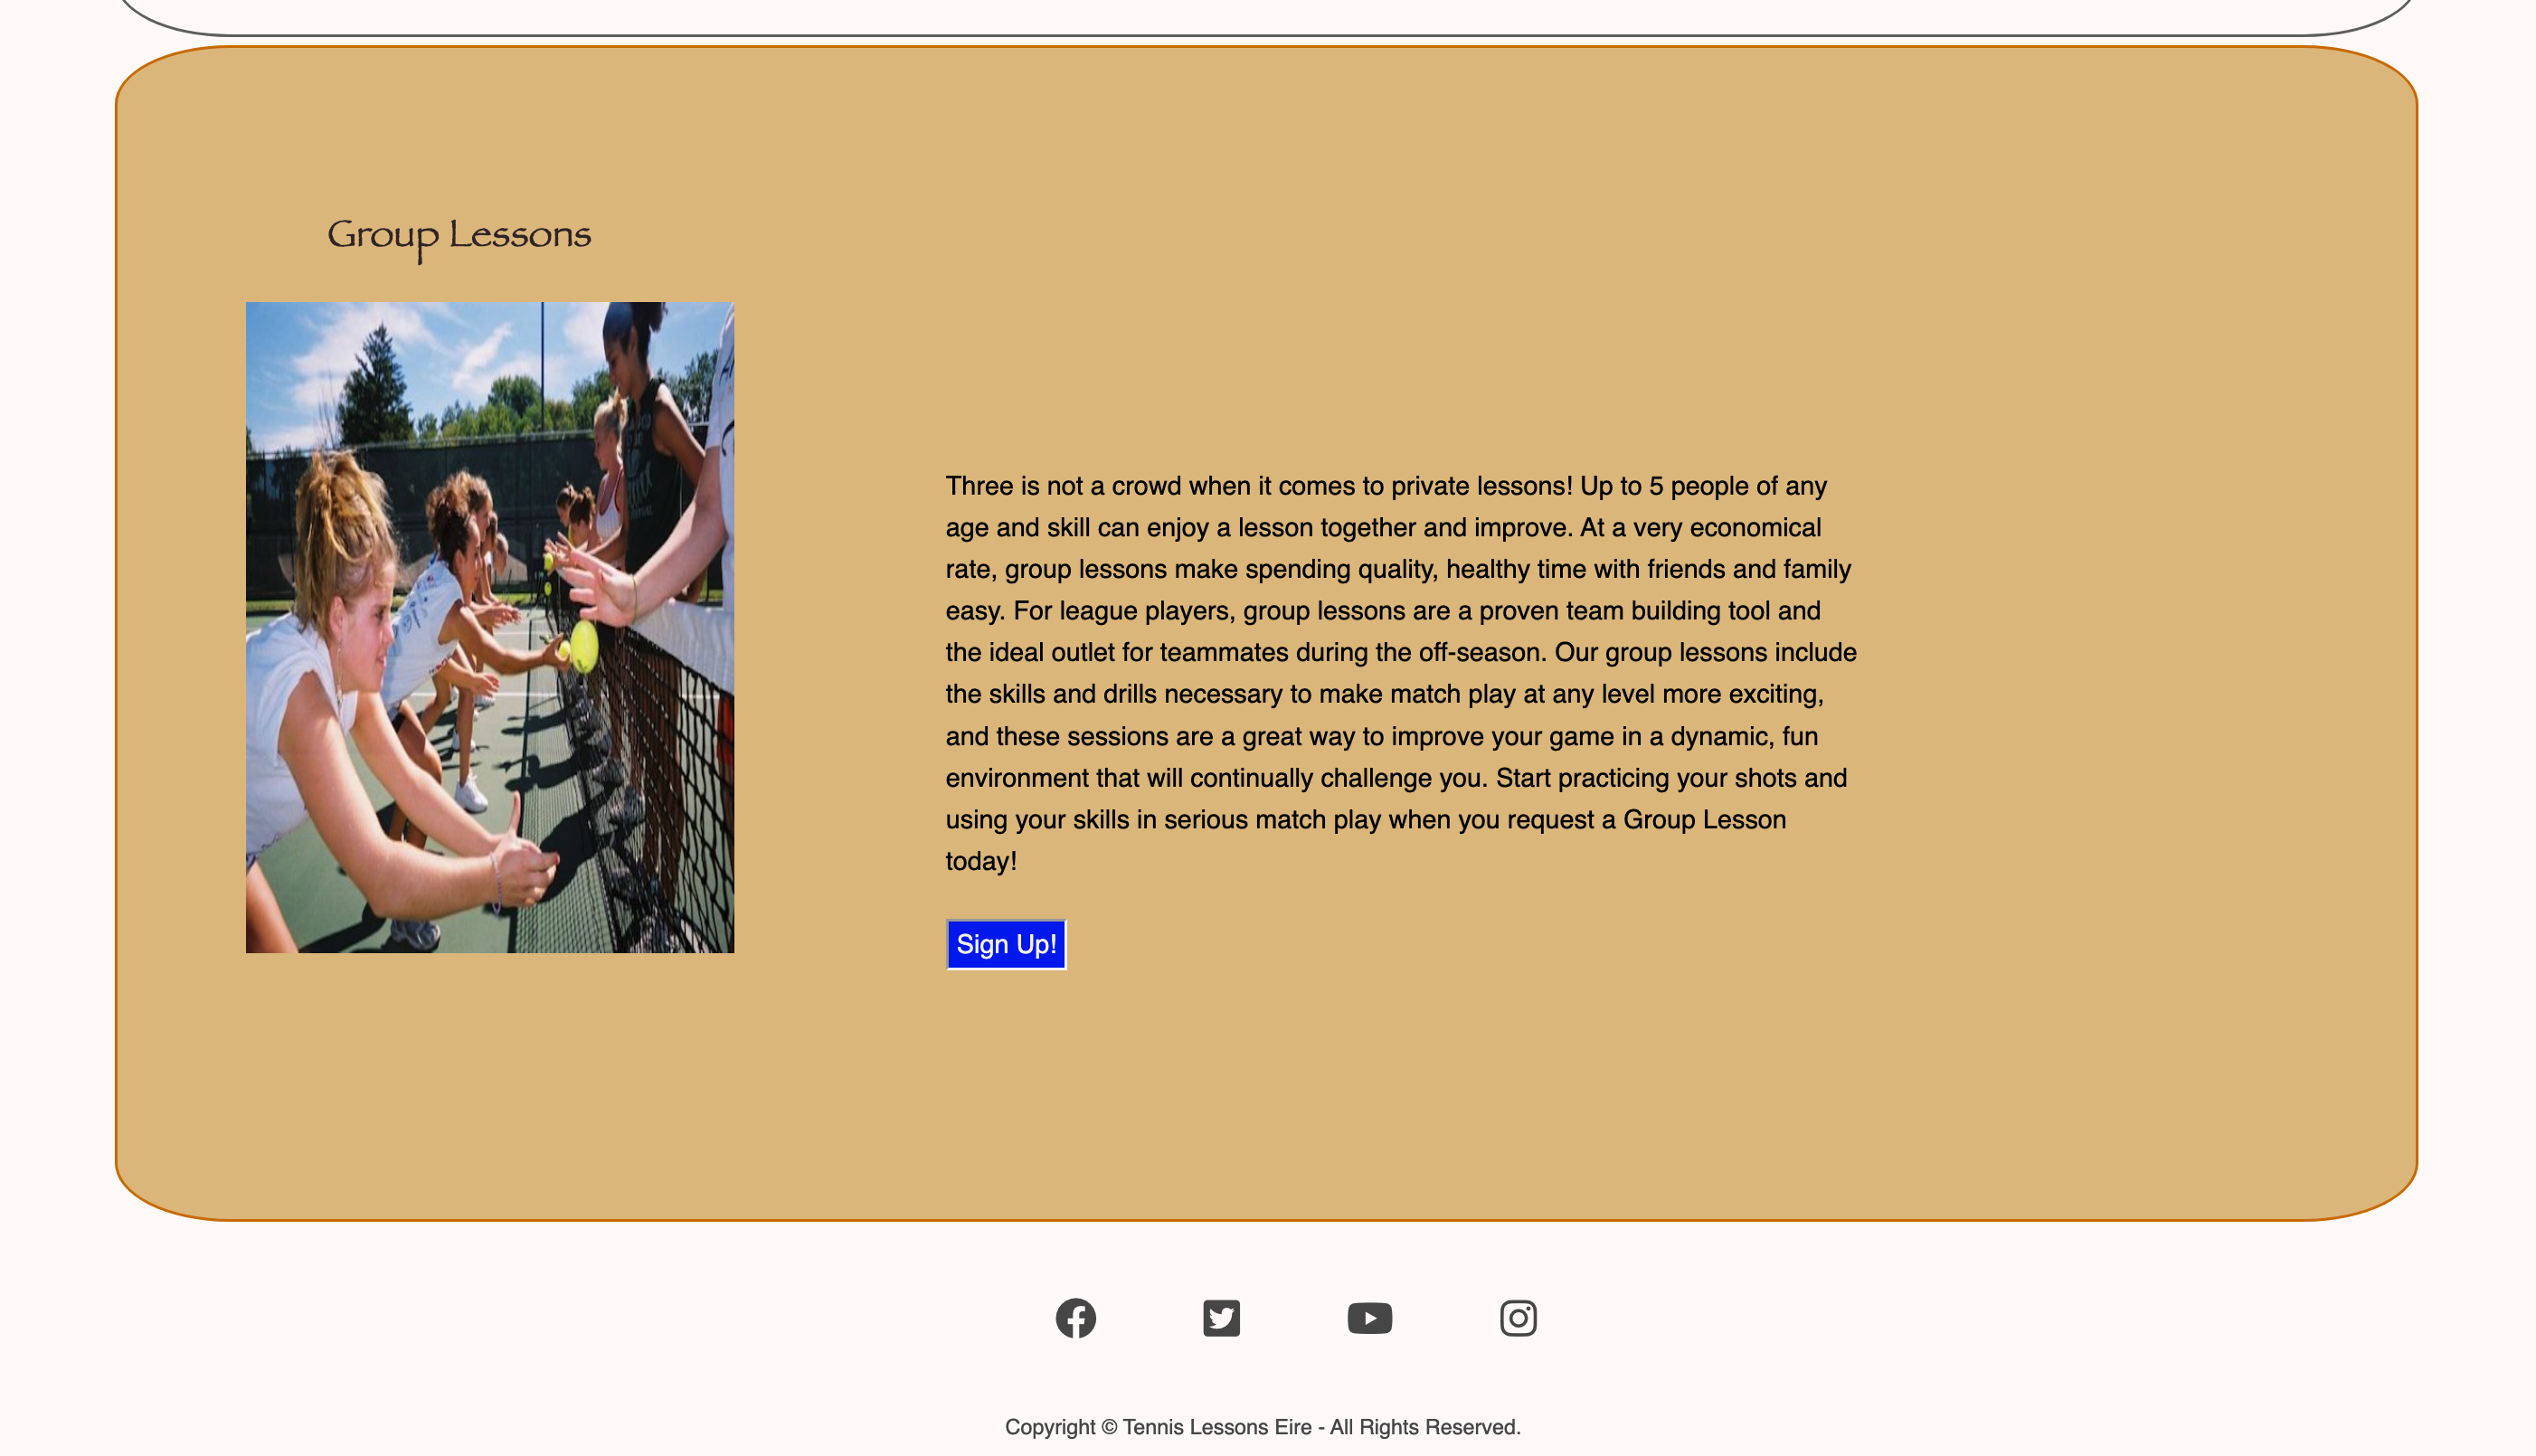 Group Lessons
Three is not a crowd when it comes to private lessons! Up to 5 people of any
age and skill can enjoy a lesson together and improve. At a very economical
rate, group lessons make spending quality, healthy time with friends and family
easy. For league players, group lessons are a proven team building tool and
the ideal outlet for teammates during the off-season. Our group lessons include
the skills and drills necessary to make match play at any level more exciting,
and these sessions are a great way to improve your game in a dynamic, fun
environment that will continually challenge you. Start practicing your shots and
using your skills in serious match play when you request a Group Lesson
today!
Sign Up!
Copyright © Tennis Lessons Eire - All Rights Reserved.